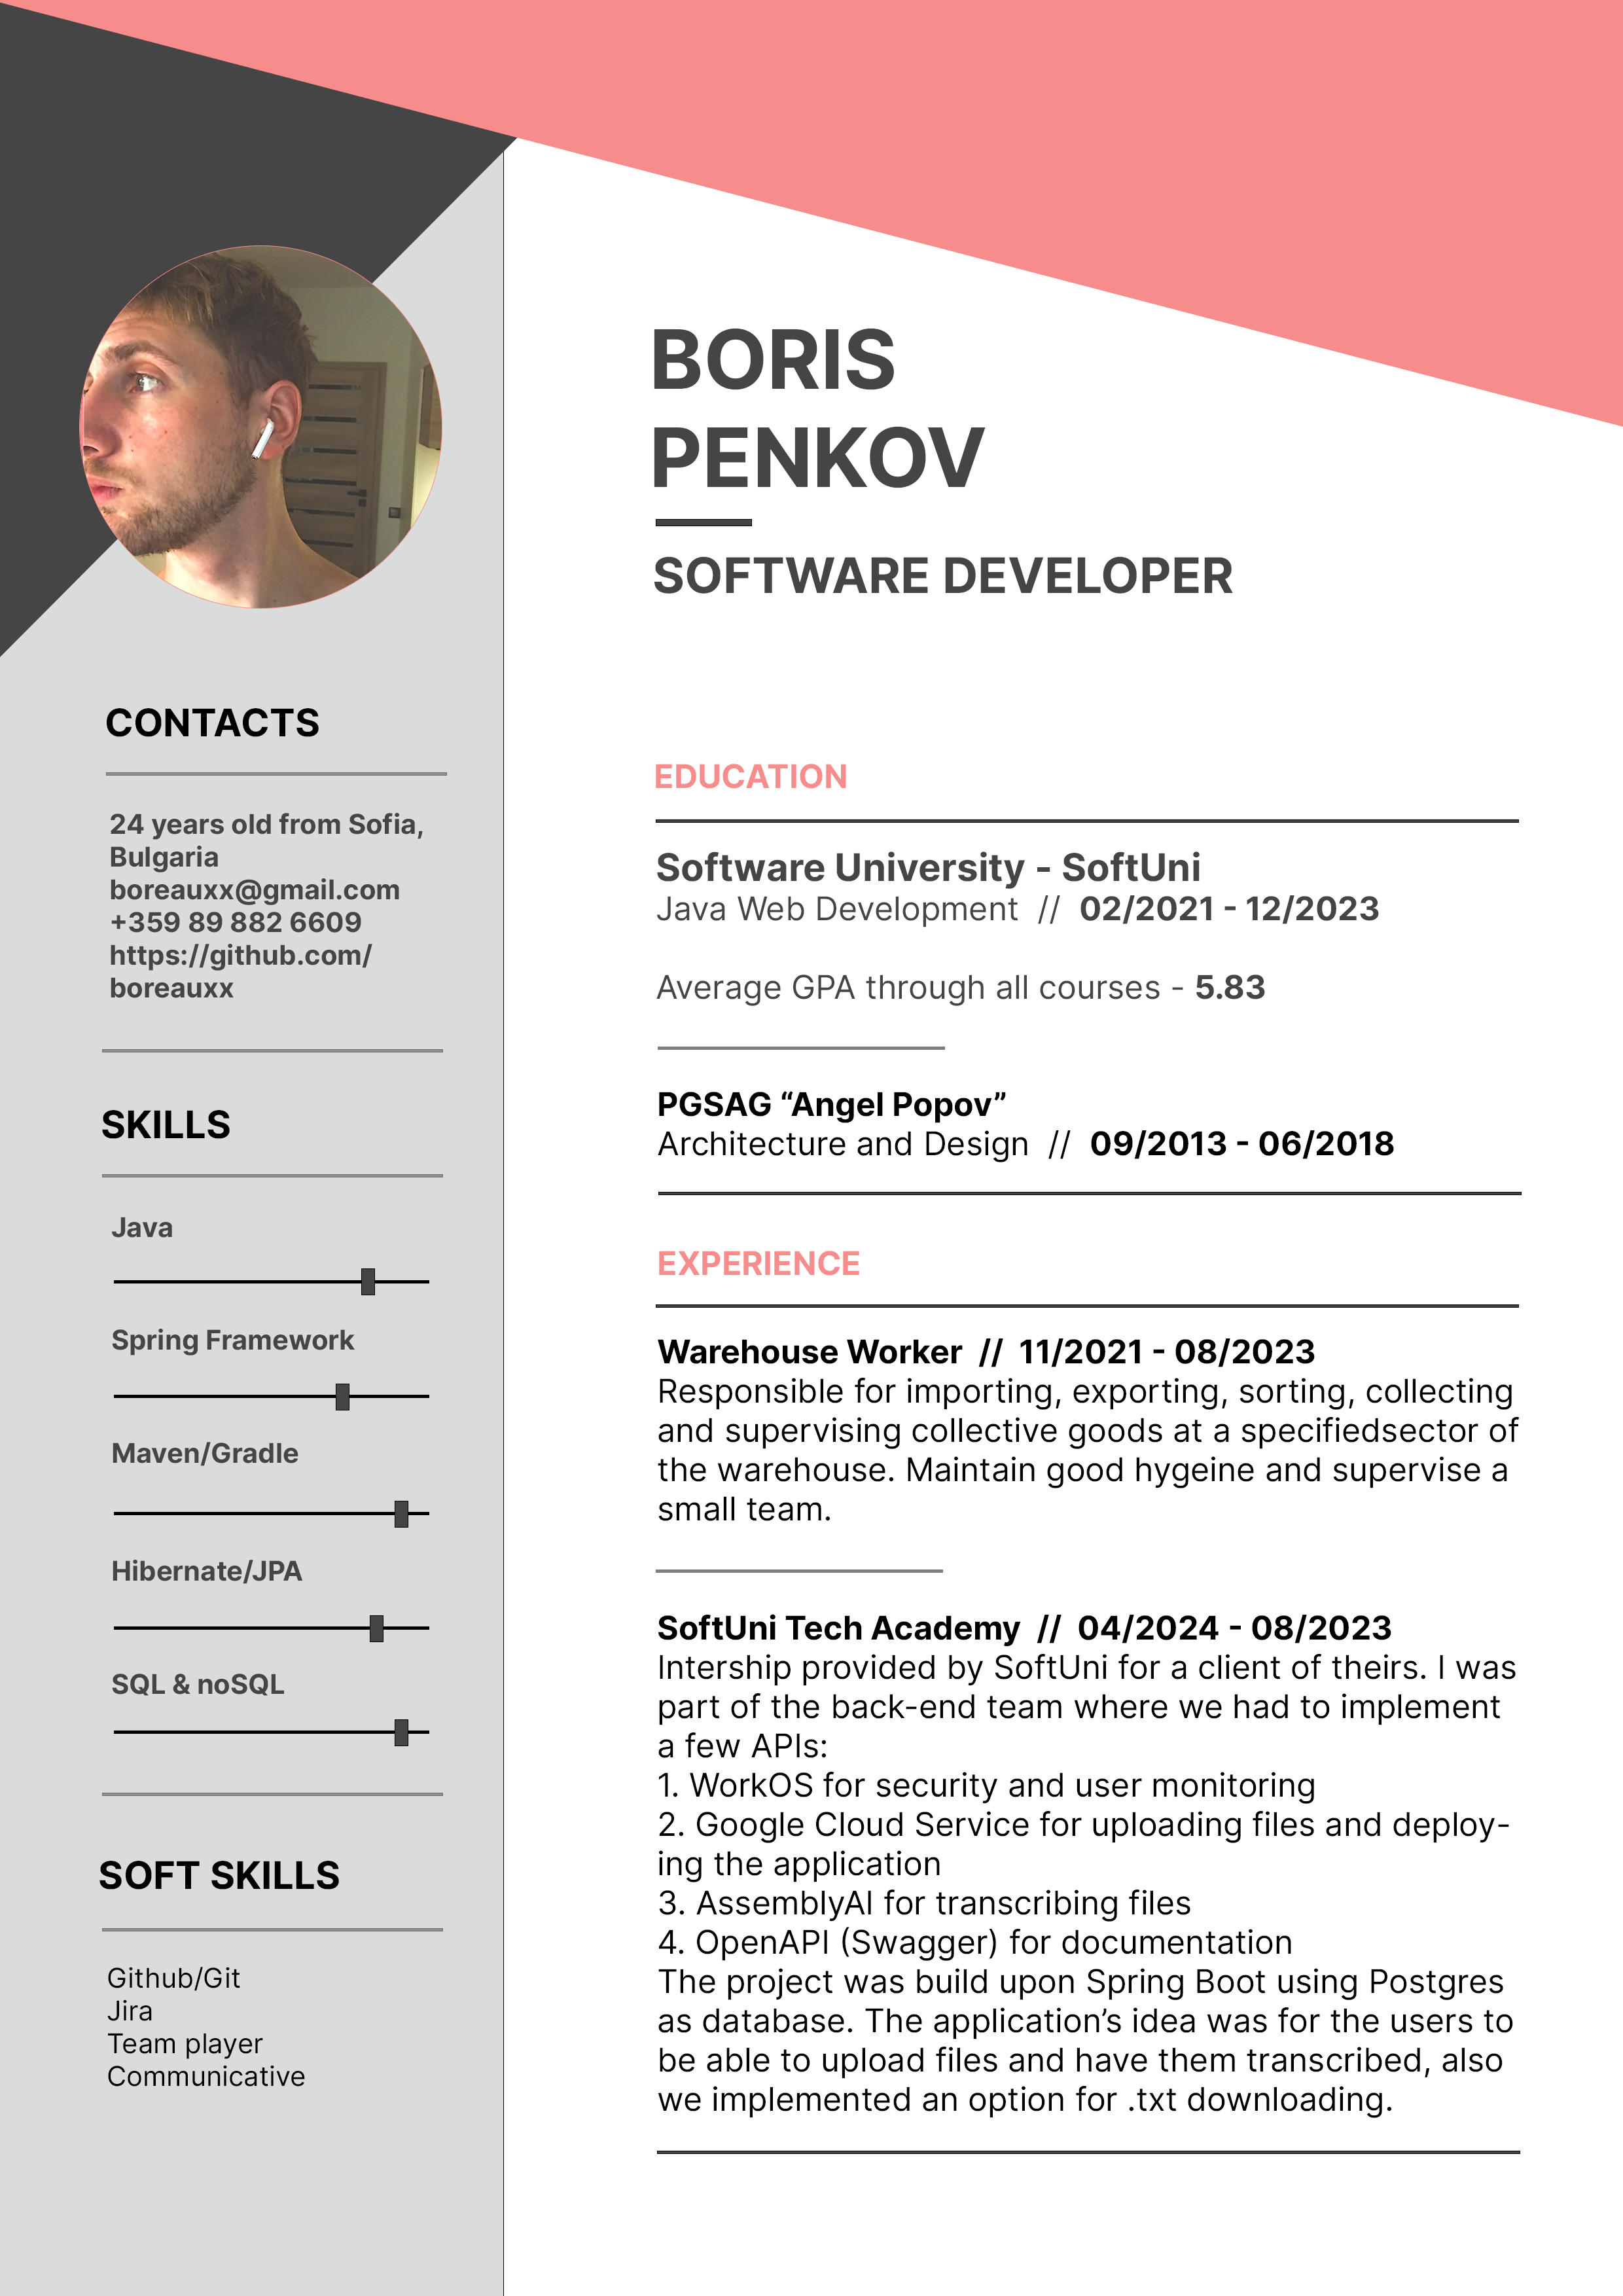 BORIS
PENKOV
SOFTWARE DEVELOPER
CONTACTS
24 years old from Sofia,
Bulgaria
boreauxx@gmail.com
+359 89 882 6609
https://github.com/
boreauxx
SKILLS
Java
Spring Framework
Maven/Gradle
Hibernate/JPA
SQL & noSQL
SOFT SKILLS
Github/Git
Jira
Team player
Communicative
EDUCATION
Software University - SoftUni
Java Web Development // 02/2021 - 12/2023
Average GPA through all courses - 5.83
PGSAG “Angel Popov”
Architecture and Design // 09/2013 - 06/2018
EXPERIENCE
Warehouse Worker // 11/2021 - 08/2023
Responsible for importing, exporting, sorting, collecting
and supervising collective goods at a specifiedsector of
the warehouse. Maintain good hygeine and supervise a
small team.
SoftUni Tech Academy // 04/2024 - 08/2023
Intership provided by SoftUni for a client of theirs. I was
part of the back-end team where we had to implement
a few APIs:
1. WorkOS for security and user monitoring
2. Google Cloud Service for uploading files and deploy-
ing the application
3. AssemblyAI for transcribing files
4. OpenAPI (Swagger) for documentation
The project was build upon Spring Boot using Postgres
as database. The application’s idea was for the users to
be able to upload files and have them transcribed, also
we implemented an option for .txt downloading.